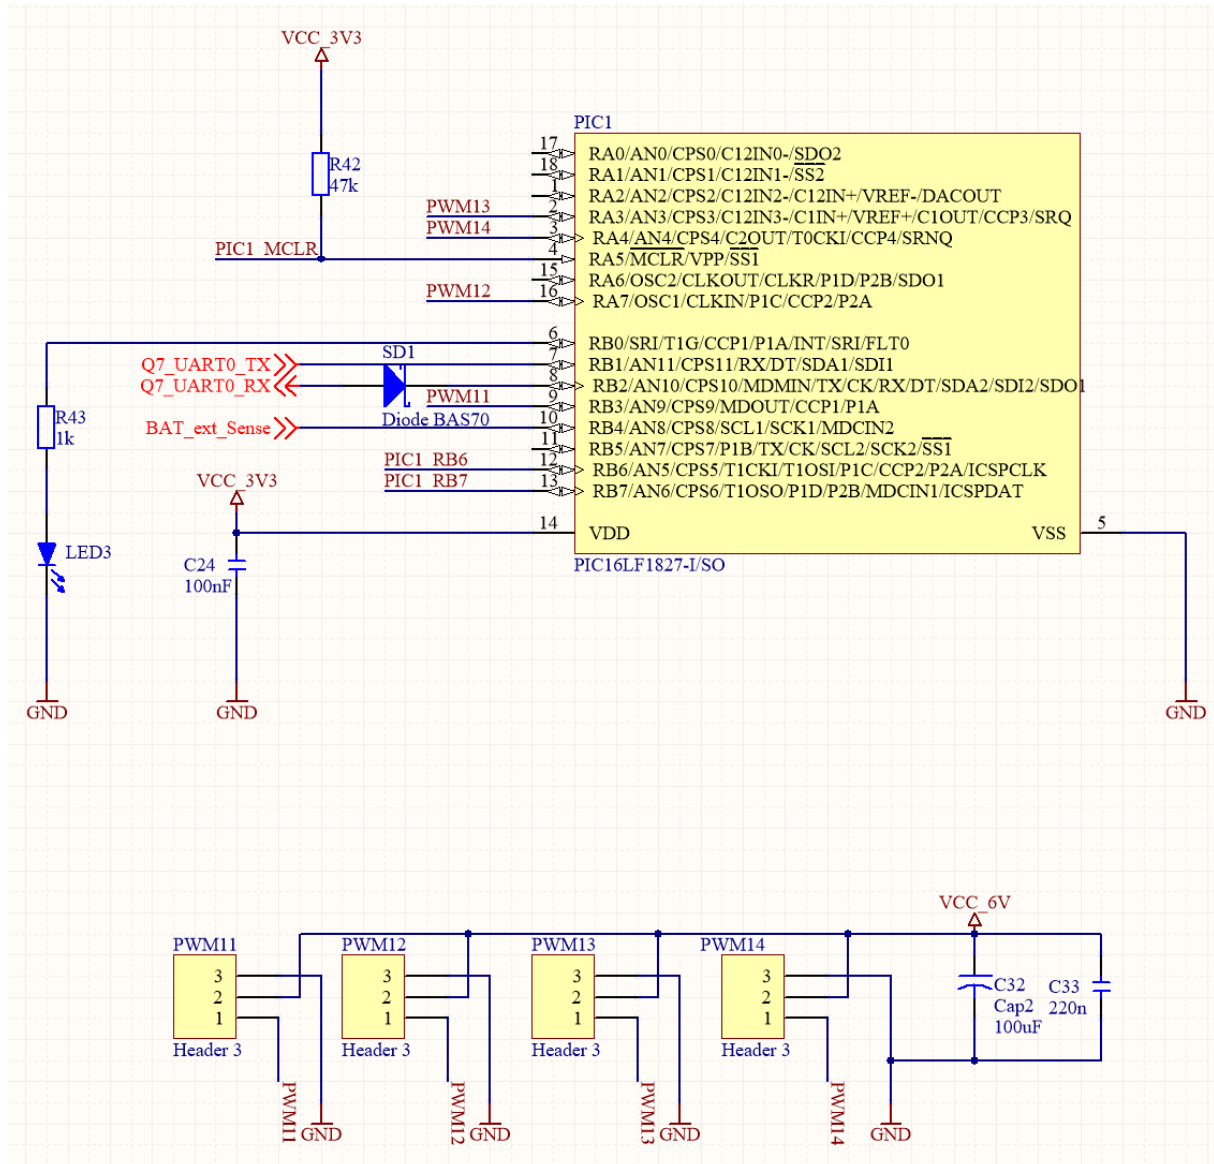 VCC_3V3
R42
47k
PIC1_MCLR
PWM13
PWM14
PWM12
PIC1
17 RA0/AN0/CPS0/C12IN0-/SDO2
18 RA1/AN1/CPS1/C12IN1-/SS2
1 RA2/AN2/CPS2/C12IN2-/C12IN+/VREF-/DACOUT
2 RA3/AN3/CPS3/C12IN3-/C1IN+/VREF+/C1OUT/CCP3/SRQ
3 RA4/AN4/CPS4/C2OUT/T0CKI/CCP4/SRNQ
4 RA5/MCLR/VPP/SS1
15 RA6/OSC2/CLKOUT/CLKR/P1D/P2B/SDO1
16 RA7/OSC1/CLKIN/P1C/CCP2/P2A
6 RB0/SRI/T1G/CCP1/P1A/INT/SRI/FLT0
7 RB1/AN11/CPS11/RX/DT/SDA1/SDI1
8 RB2/AN10/CPS10/MDMIN/TX/CK/RX/DT/SDA2/SDI2/SDO1
9 RB3/AN9/CPS9/MDOUT/CCP1/P1A
10 RB4/AN8/CPS8/SCL1/SCK1/MDCIN2
11 RB5/AN7/CPS7/P1B/TX/CK/SCL2/SCK2/SS1
12 RB6/AN5/CPS5/T1CKI/T1OSI/P1C/CCP2/P2A/ICSPCLK
13 RB7/AN6/CPS6/T1OSO/P1D/P2B/MDCIN1/ICSPDAT
14 VDD
VSS 5
PIC16LF1827-I/SO
Q7_UART0_TX
Q7_UART0_RX
SD1
Diode BAS70
PWM11
BAT_ext_Sense
PIC1_RB6
PIC1_RB7
R43
1k
LED3
VCC_3V3
C24
100nF
GND
GND
GND
VCC_6V
PWM11
3
2
1
Header 3
PWM11
GND
PWM12
3
2
1
Header 3
PWM12
GND
PWM13
3
2
1
Header 3
PWM13
GND
PWM14
3
2
1
Header 3
PWM14
GND
C32
Cap2
100uF
C33
220n